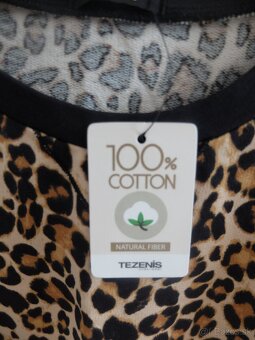 100%
COTTON
NATURAL FIBER
TEZENIS